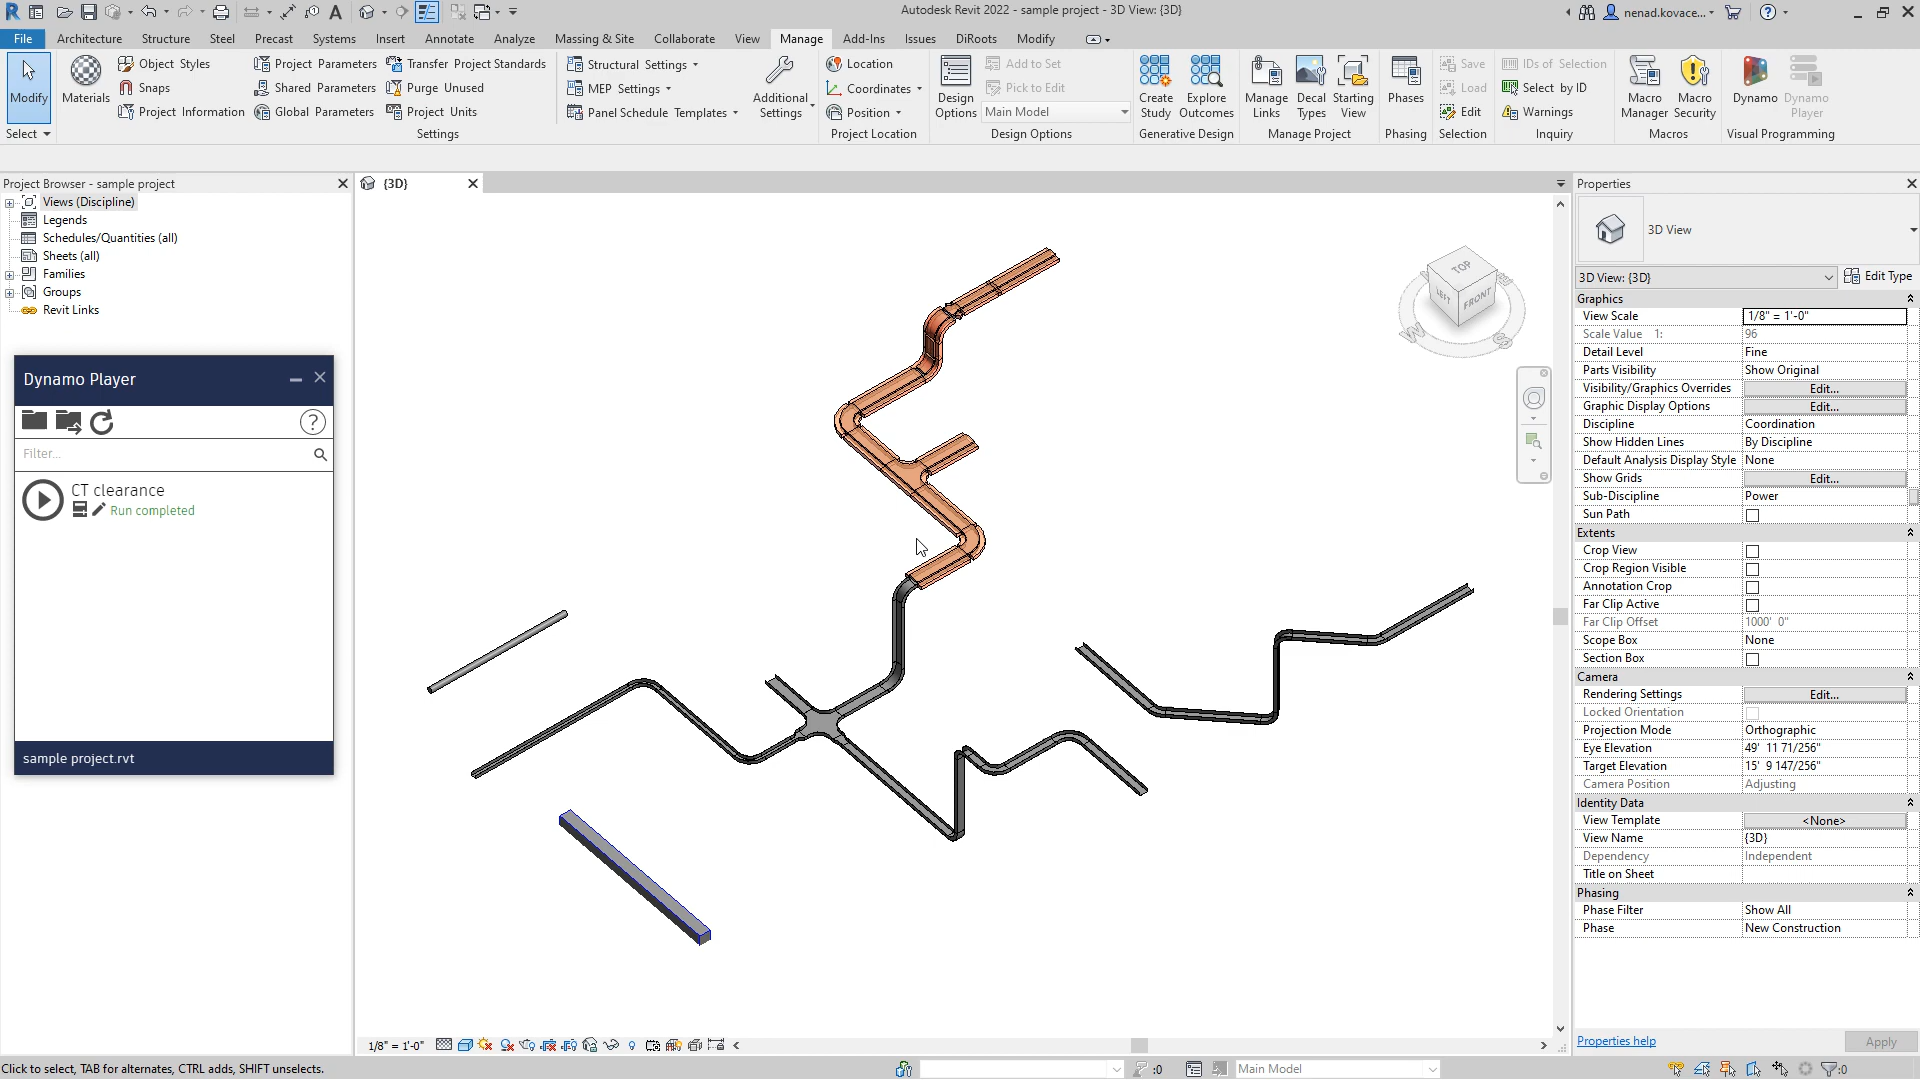 Autodesk Revit 2022 - sample project - 3D View: {3D}
nenad.kovace...
File Architecture Structure Steel Precast Systems Insert Annotate Analyze Massing & Site Collaborate View Manage Add-Ins Issues DiRoots Modify
Modify
Select
Materials
Object Styles
Snaps
Project Information
Project Parameters
Shared Parameters
Global Parameters
Transfer Project Standards
Purge Unused
Project Units
Settings
Structural Settings
MEP Settings
Panel Schedule Templates
Additional Settings
Location
Coordinates
Position
Project Location
Design Options
Add to Set
Pick to Edit
Main Model
Design Options
Create Study
Explore Outcomes
Generative Design
Manage Links
Decal Types
Starting View
Manage Project
Phases
Phasing
Save
Load
Edit
Selection
IDs of Selection
Select by ID
Warnings
Inquiry
Macro Manager
Macro Security
Macros
Dynamo
Dynamo Player
Visual Programming
Project Browser - sample project
Views (Discipline)
Legends
Schedules/Quantities (all)
Sheets (all)
Families
Groups
Revit Links
Dynamo Player
Filter...
CT clearance
Run completed
sample project.rvt
{3D}
TOP
LEFT
FRONT
W
S
1/8" = 1'-0"
Properties
3D View
3D View: {3D}
Edit Type
Graphics
View Scale 1/8" = 1'-0"
Scale Value 1: 96
Detail Level Fine
Parts Visibility Show Original
Visibility/Graphics Overrides Edit...
Graphic Display Options Edit...
Discipline Coordination
Show Hidden Lines By Discipline
Default Analysis Display Style None
Show Grids Edit...
Sub-Discipline Power
Sun Path
Extents
Crop View
Crop Region Visible
Annotation Crop
Far Clip Active
Far Clip Offset 1000' 0"
Scope Box None
Section Box
Camera
Rendering Settings Edit...
Locked Orientation
Projection Mode Orthographic
Eye Elevation 49' 11 71/256"
Target Elevation 15' 9 147/256"
Camera Position Adjusting
Identity Data
View Template <None>
View Name {3D}
Dependency Independent
Title on Sheet
Phasing
Phase Filter Show All
Phase New Construction
Properties help
Apply
Click to select, TAB for alternates, CTRL adds, SHIFT unselects.
:0
Main Model
:0